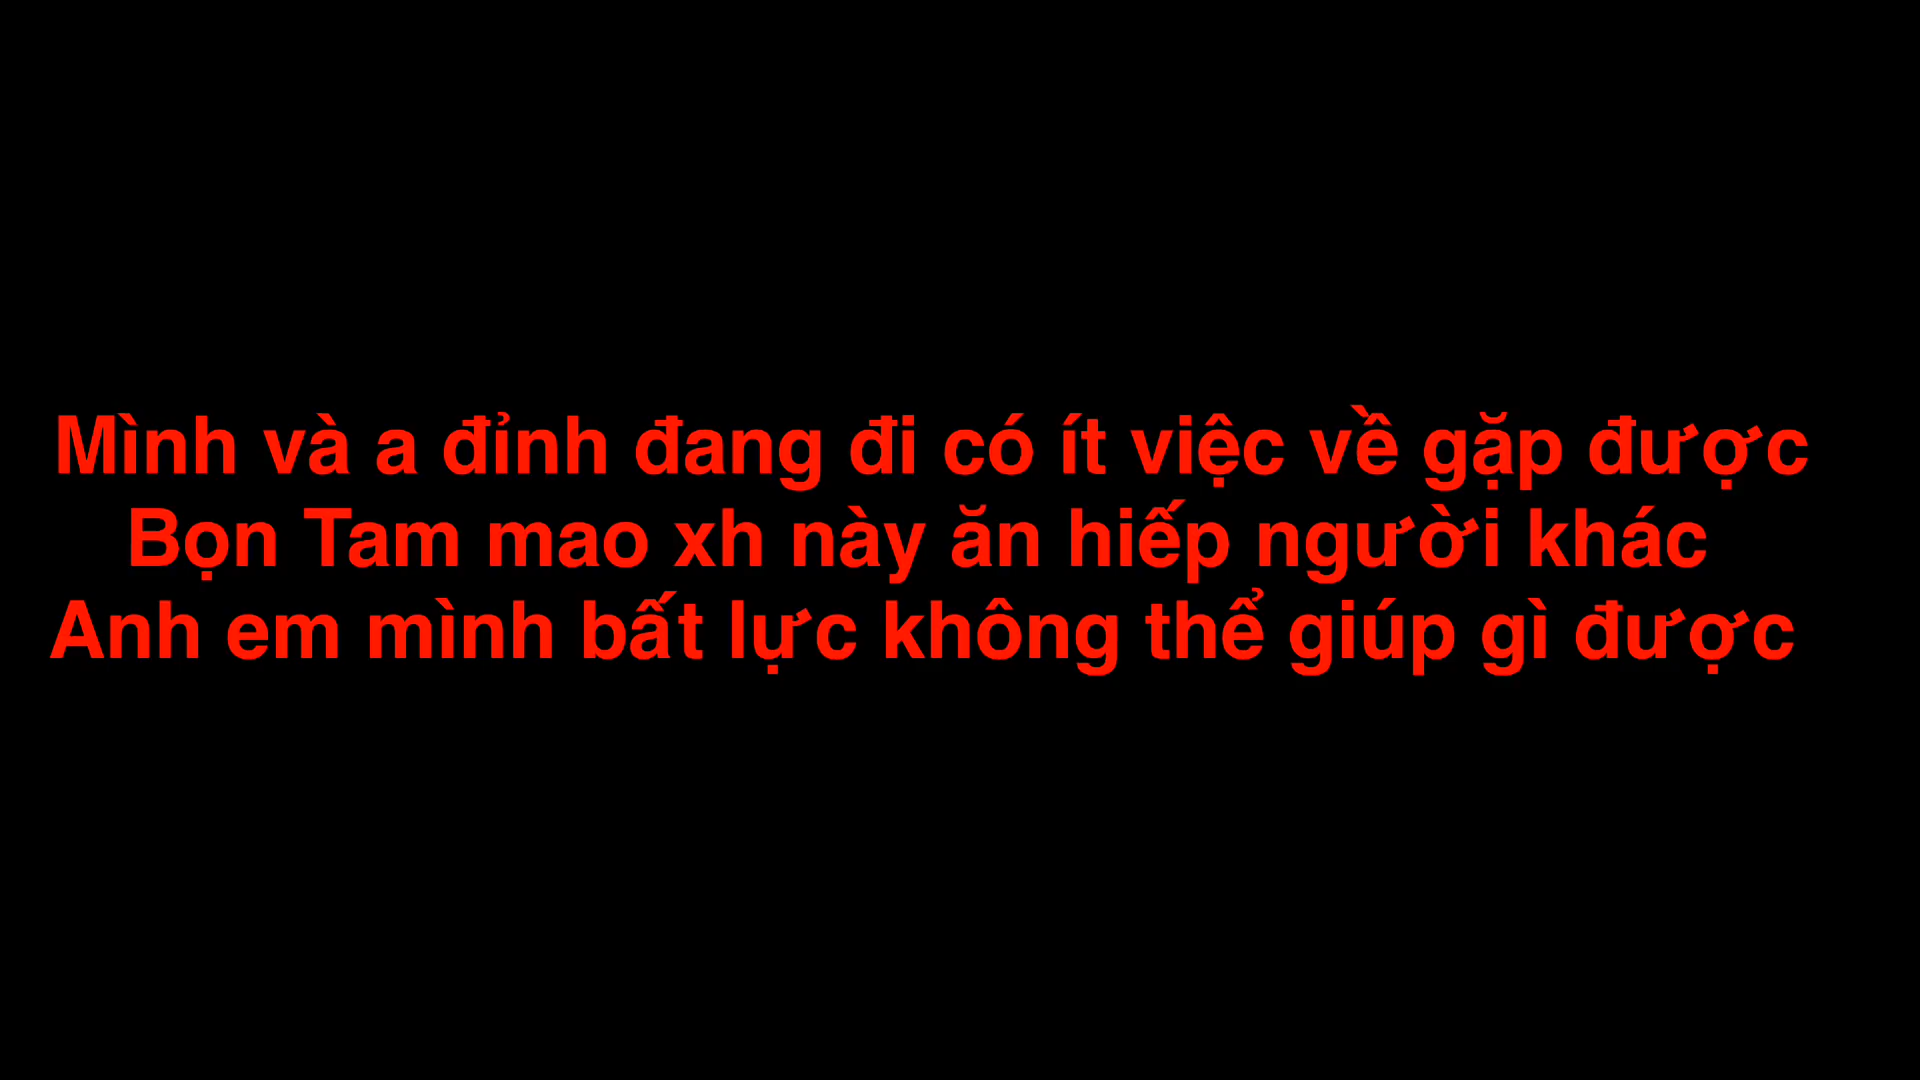 Mình và a đỉnh đang đi có ít việc về gặp được
Bọn Tam mao xh này ăn hiếp người khác
Anh em mình bất lực không thể giúp gì được